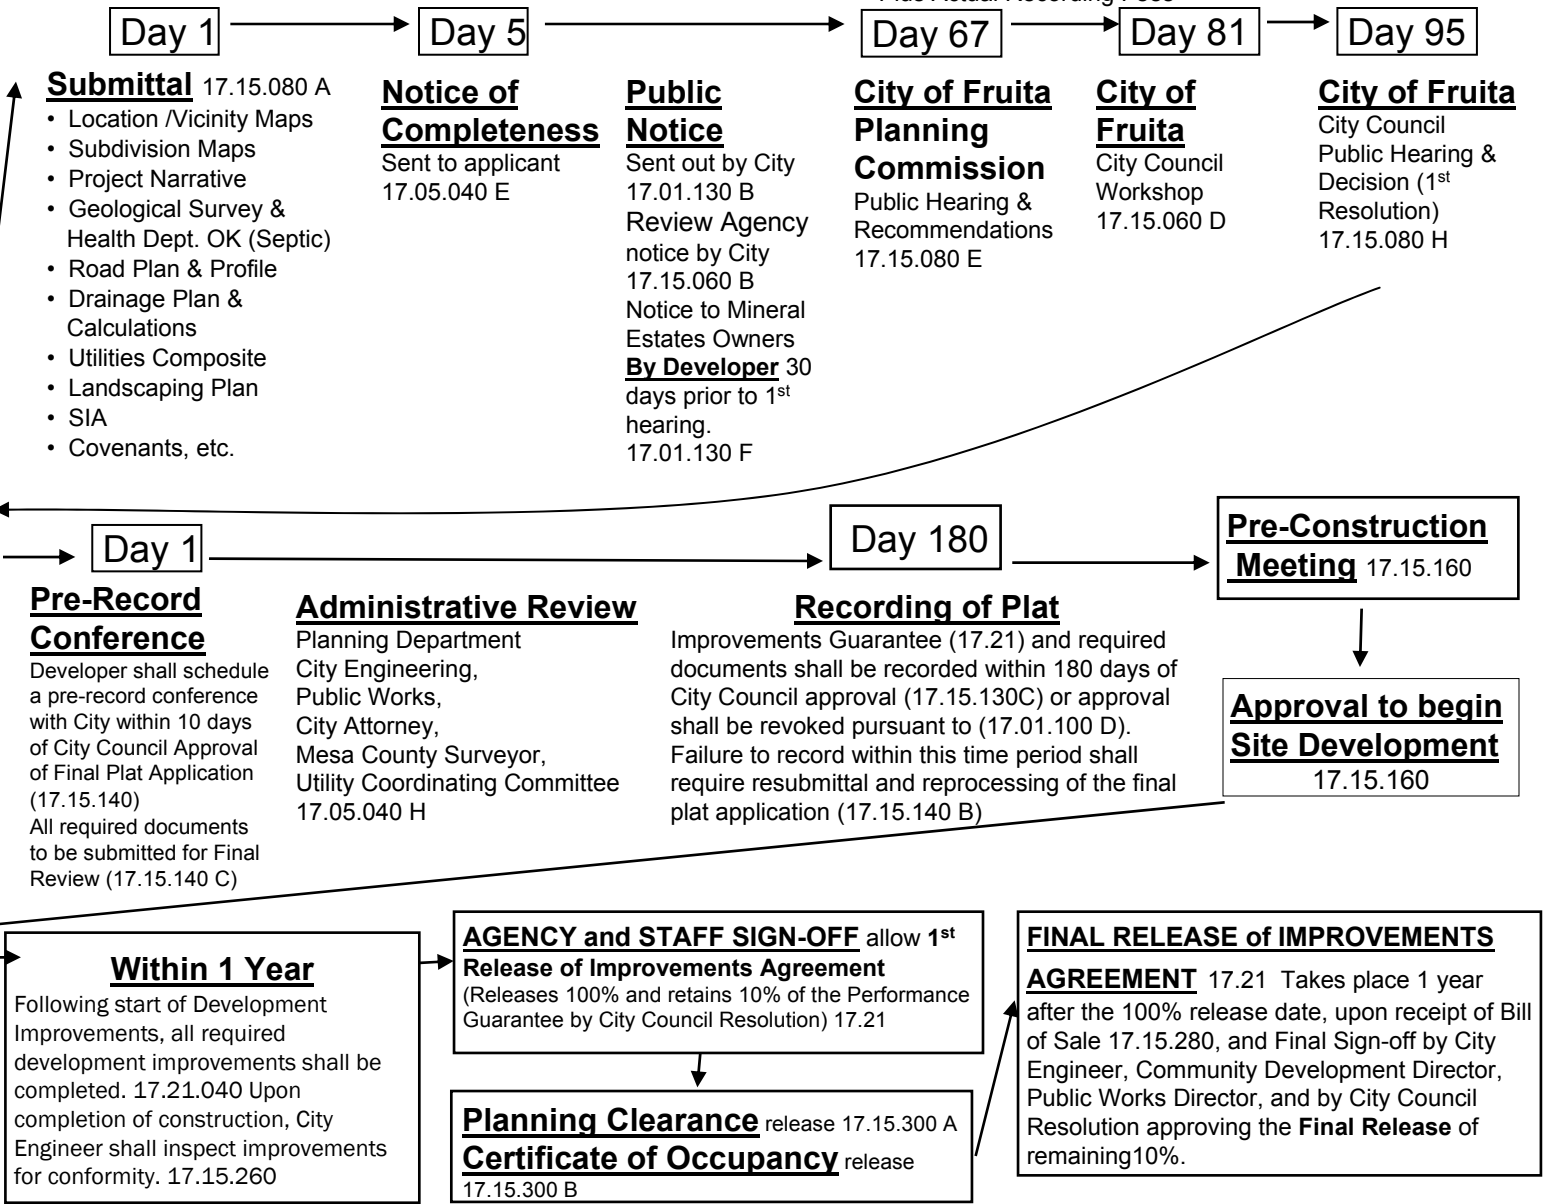 Plus Actual Recording Fees
Day 1
Day 5
Day 67
Day 81
Day 95
Submittal 17.15.080 A
• Location /Vicinity Maps
• Subdivision Maps
• Project Narrative
• Geological Survey &
Health Dept. OK (Septic)
• Road Plan & Profile
• Drainage Plan &
Calculations
• Utilities Composite
• Landscaping Plan
• SIA
• Covenants, etc.
Notice of
Completeness
Sent to applicant
17.05.040 E
Public
Notice
Sent out by City
17.01.130 B
Review Agency
notice by City
17.15.060 B
Notice to Mineral
Estates Owners
By Developer 30
days prior to 1st
hearing.
17.01.130 F
City of Fruita
Planning
Commission
Public Hearing &
Recommendations
17.15.080 E
City of
Fruita
City Council
Workshop
17.15.060 D
City of Fruita
City Council
Public Hearing &
Decision (1st
Resolution)
17.15.080 H
Day 1
Day 180
Pre-Construction
Meeting 17.15.160
Pre-Record
Conference
Developer shall schedule
a pre-record conference
with City within 10 days
of City Council Approval
of Final Plat Application
(17.15.140)
All required documents
to be submitted for Final
Review (17.15.140 C)
Administrative Review
Planning Department
City Engineering,
Public Works,
City Attorney,
Mesa County Surveyor,
Utility Coordinating Committee
17.05.040 H
Recording of Plat
Improvements Guarantee (17.21) and required
documents shall be recorded within 180 days of
City Council approval (17.15.130C) or approval
shall be revoked pursuant to (17.01.100 D).
Failure to record within this time period shall
require resubmittal and reprocessing of the final
plat application (17.15.140 B)
Approval to begin
Site Development
17.15.160
Within 1 Year
Following start of Development
Improvements, all required
development improvements shall be
completed. 17.21.040 Upon
completion of construction, City
Engineer shall inspect improvements
for conformity. 17.15.260
AGENCY and STAFF SIGN-OFF allow 1st
Release of Improvements Agreement
(Releases 100% and retains 10% of the Performance
Guarantee by City Council Resolution) 17.21
Planning Clearance release 17.15.300 A
Certificate of Occupancy release
17.15.300 B
FINAL RELEASE of IMPROVEMENTS
AGREEMENT 17.21 Takes place 1 year
after the 100% release date, upon receipt of Bill
of Sale 17.15.280, and Final Sign-off by City
Engineer, Community Development Director,
Public Works Director, and by City Council
Resolution approving the Final Release of
remaining10%.